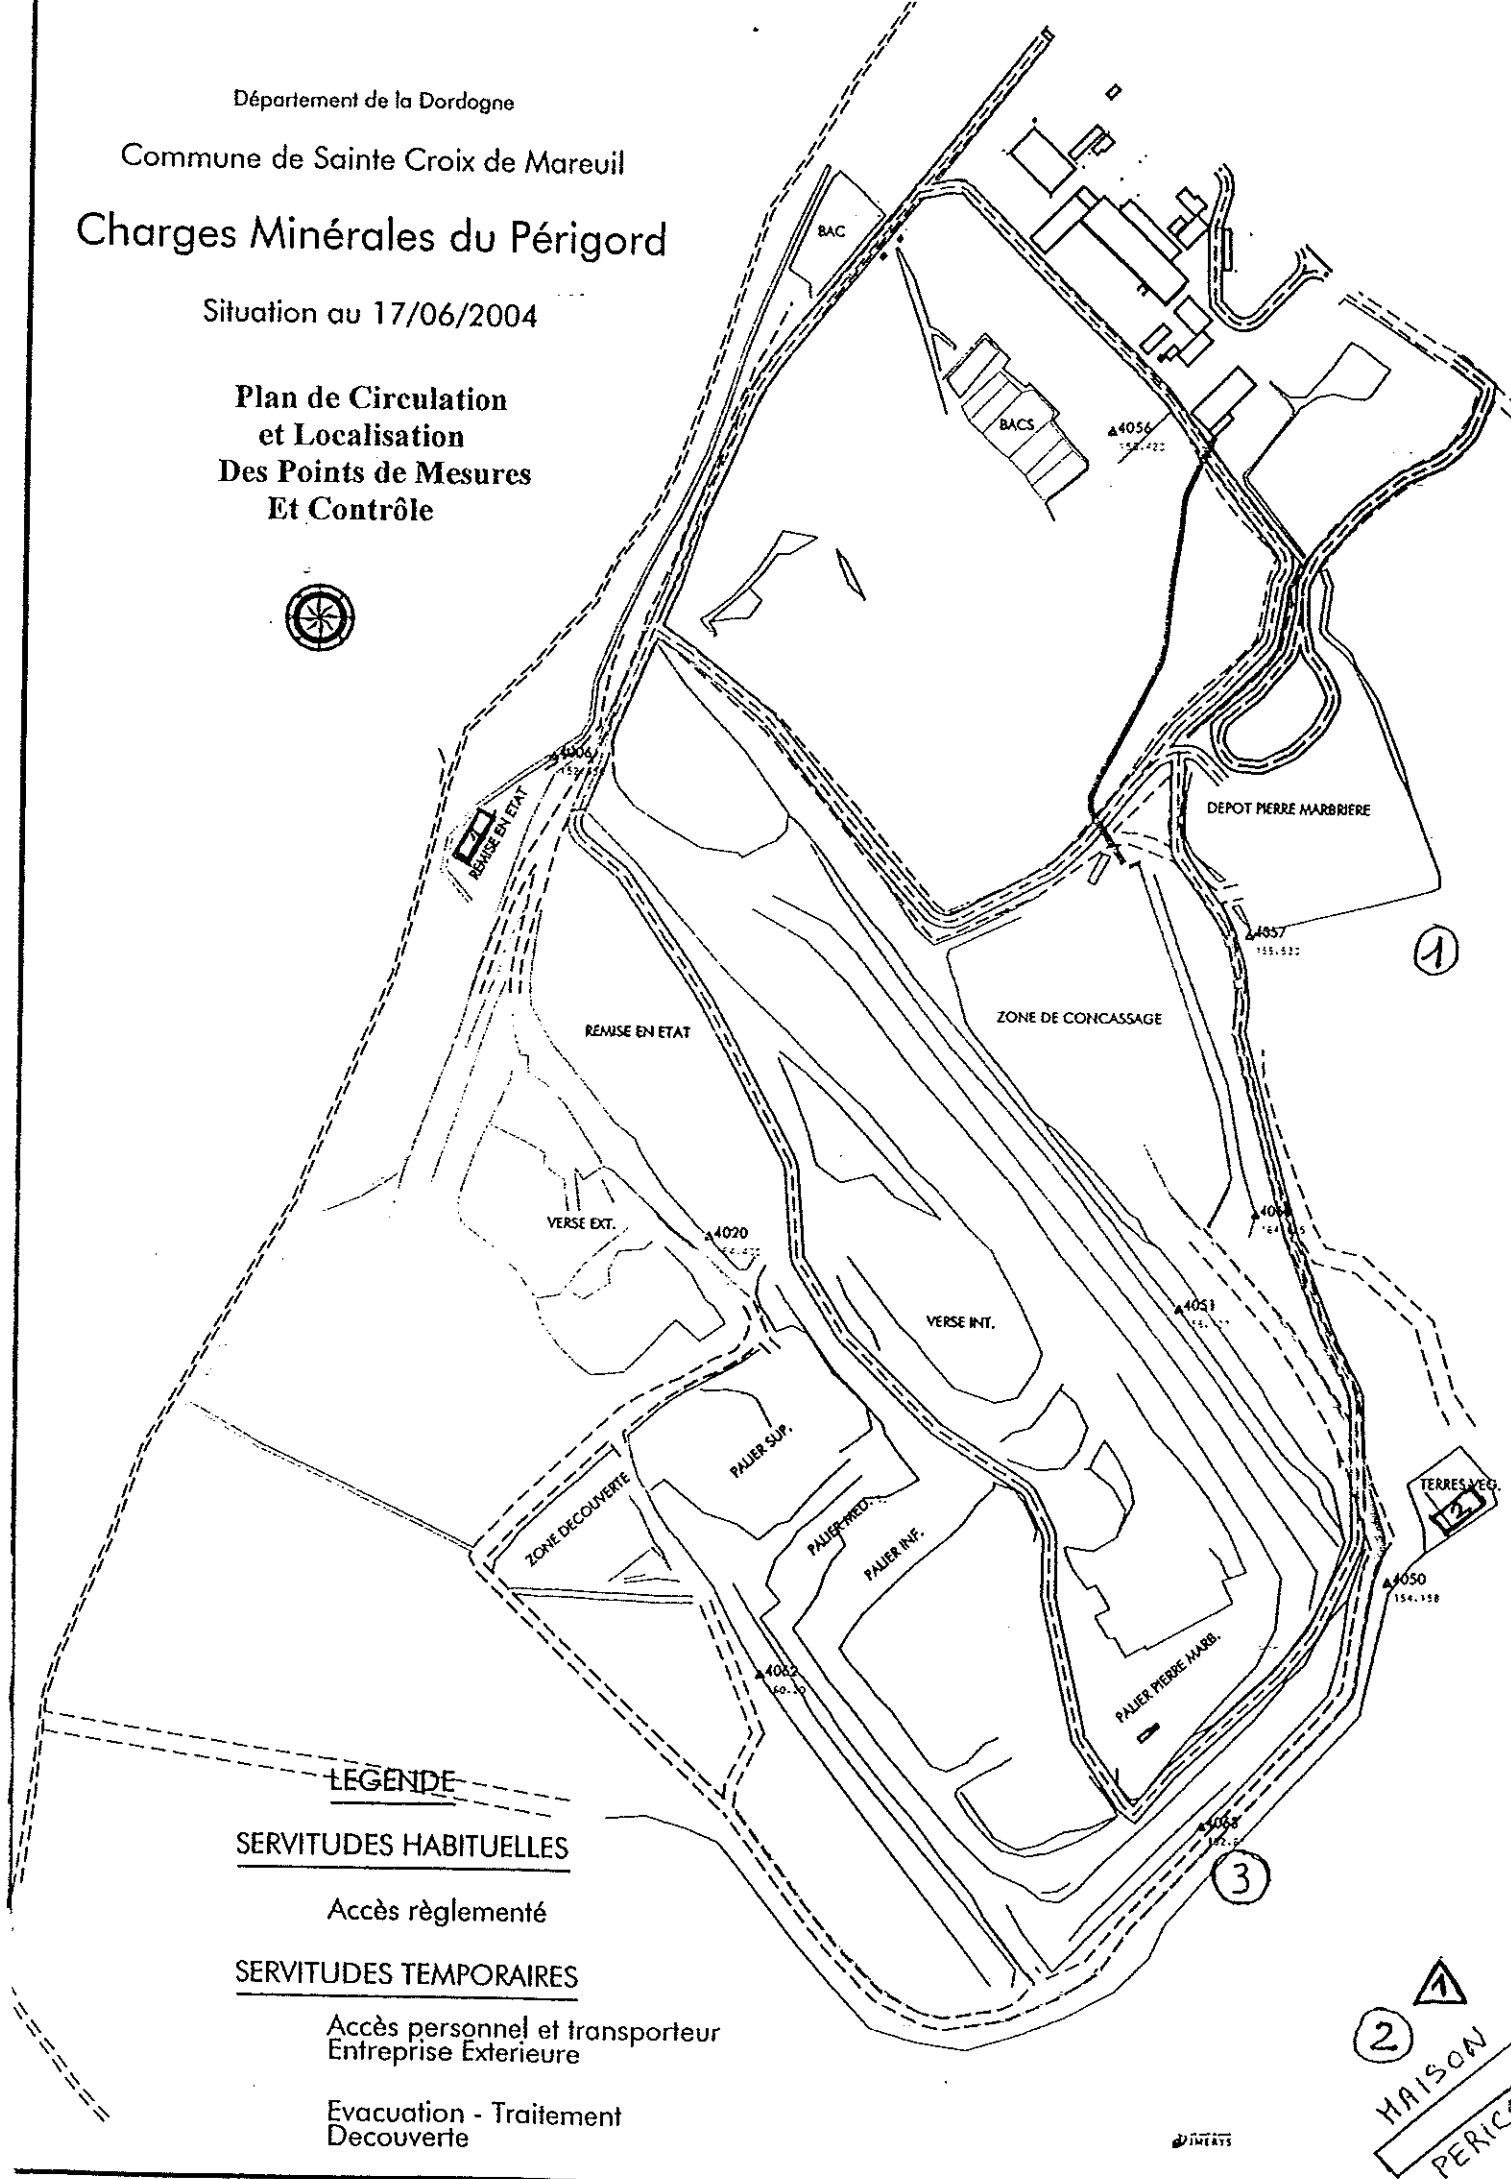 Département de la Dordogne
Commune de Sainte Croix de Mareuil
Charges Minérales du Périgord
Situation au 17/06/2004
Plan de Circulation
et Localisation
Des Points de Mesures
Et Contrôle
BAC
BACS
4056
4006
REMISE EN ETAT
1
DEPOT PIERRE MARBRIERE
4057
1
ZONE DE CONCASSAGE
REMISE EN ETAT
VERSE EXT.
4020
4051
VERSE INT.
PALIER SUP.
TERRES VEG.
2
ZONE DECOUVERTE
PALIER MED.
PALIER INF.
4050
154.158
4062
PALIER PIERRE MARB.
4068
3
LEGENDE
SERVITUDES HABITUELLES
Accès règlementé
SERVITUDES TEMPORAIRES
Accès personnel et transporteur
Entreprise Exterieure
Evacuation - Traitement
Decouverte
1
2
MAISON
IMERYS